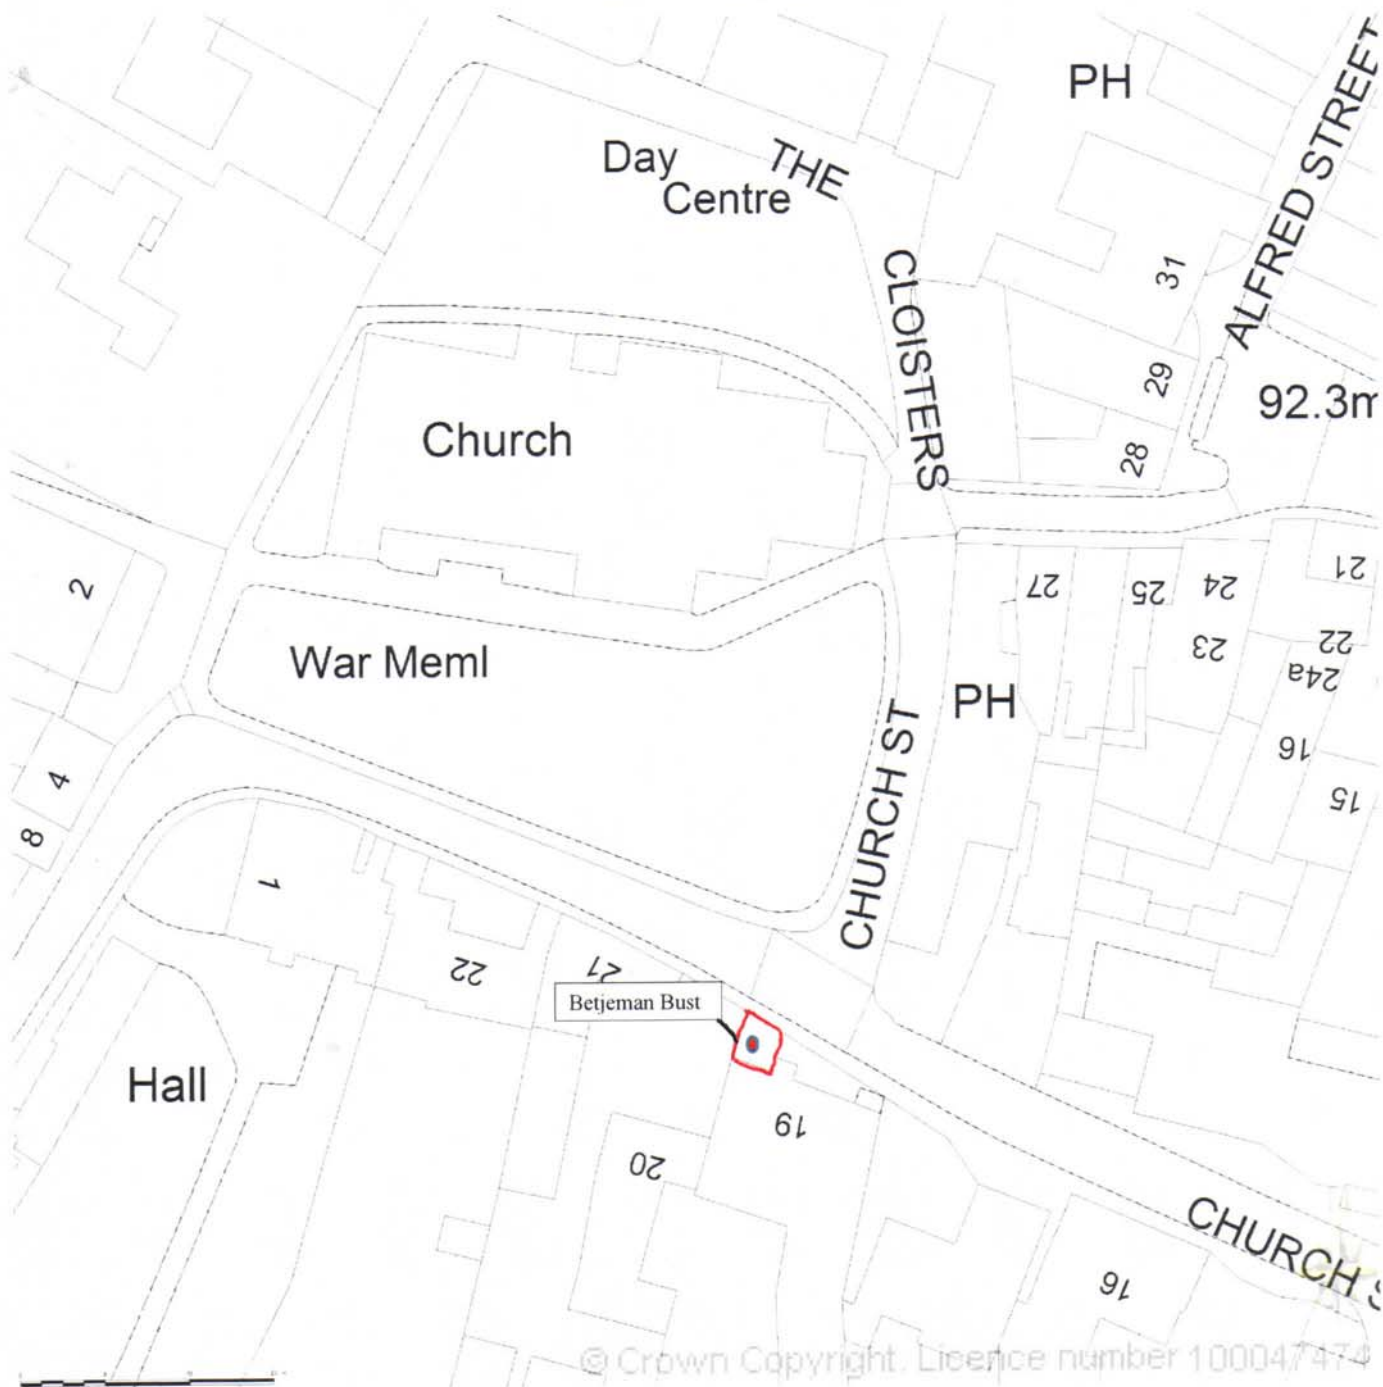 PH
ALFRED STREET
Day
Centre
THE
CLOISTERS
31
29
28
92.3m
Church
2
War Meml
27
25
24
21
23
22
24a
PH
16
15
4
8
CHURCH ST
1
22
21
Betjeman Bust
Hall
19
20
16
CHURCH S
© Crown Copyright. Licence number 100047474